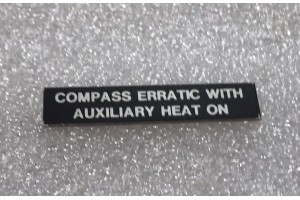 COMPASS ERRATIC WITH
AUXILIARY HEAT ON